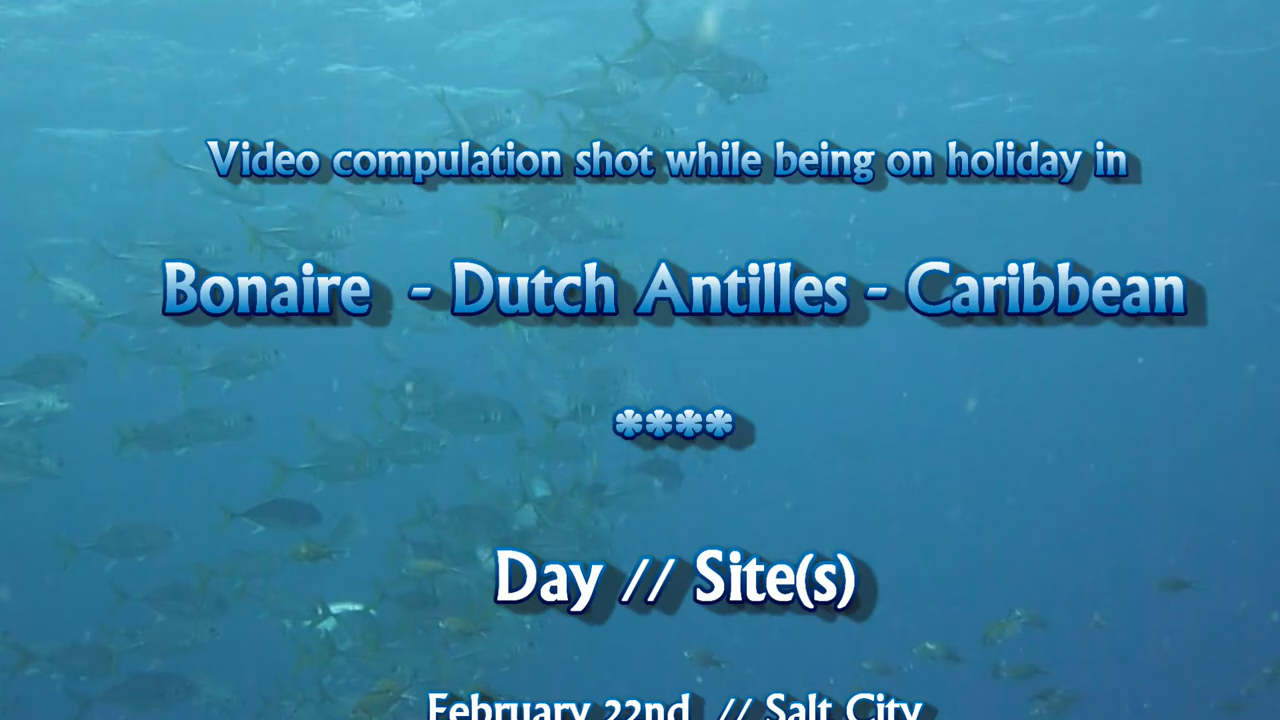 Video compulation shot while being on holiday in
Bonaire - Dutch Antilles - Caribbean
****
Day // Site(s)
February 22nd // Salt City